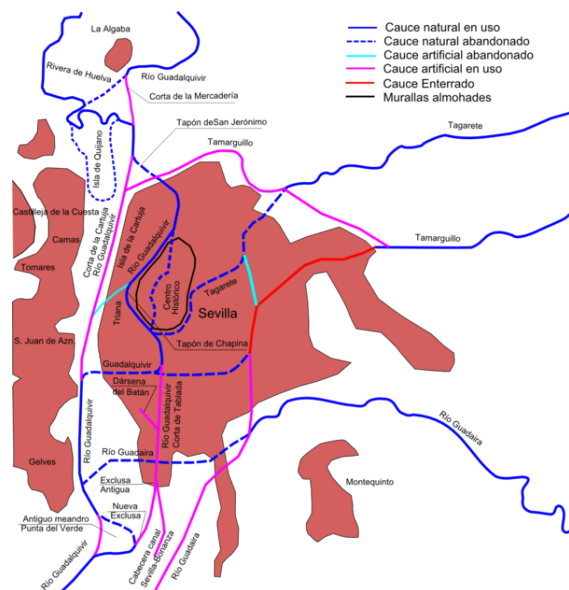 La Algaba
Rivera de Huelva
Río Guadalquivir
Corta de la Mercadería
Cauce natural en uso
Cauce natural abandonado
Cauce artificial abandonado
Cauce artificial en uso
Cauce Enterrado
Murallas almohades
Tapón deSan Jerónimo
Tamarguillo
Tagarete
Isla de Quijano
Castilleja de la Cuesta
Camas
Corta de la Cartuja
Río Guadalquivir
Isla de la Cartuja
Río Guadalquivir
Tamarguillo
Tomares
Centro
Histórico
Tagarete
Sevilla
Triana
S. Juan de Azn.
Tapón de Chapina
Guadalquivir
Dársena
del Batán
Río Guadalquivir
Corta de Tablada
Río Guadalquivir
Río Guadaira
Río Guadaira
Gelves
Exclusa
Antigua
Montequinto
Nueva
Exclusa
Antiguo meandro
Punta del Verde
Río Guadalquivir
Cabecera canal
Sevilla-Bonanza
Río Guadaira